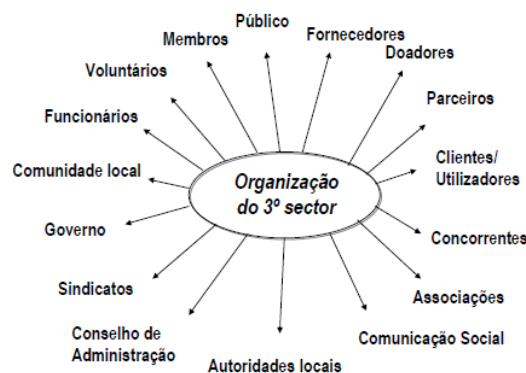 Público
Fornecedores
Membros
Doadores
Voluntários
Parceiros
Funcionários
Clientes/
Utilizadores
Comunidade local
Organização
do 3º sector
Governo
Concorrentes
Sindicatos
Associações
Conselho de
Administração
Comunicação Social
Autoridades locais